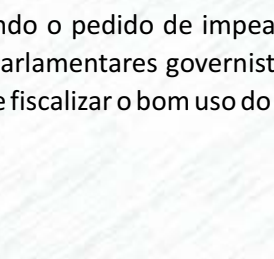 ndo o pedido de impea
arlamentares governist
e fiscalizar o bom uso do